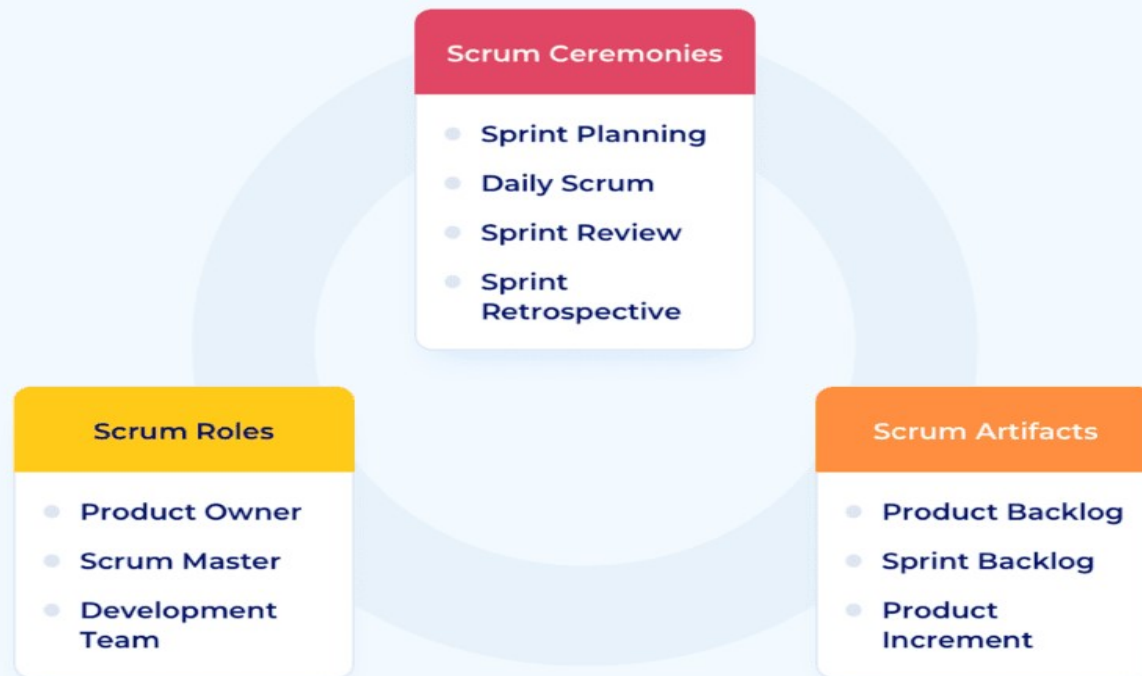 Scrum Ceremonies
Sprint Planning
Daily Scrum
Sprint Review
Sprint
Retrospective
Scrum Roles
Product Owner
Scrum Master
Development
Team
Scrum Artifacts
Product Backlog
Sprint Backlog
Product
Increment